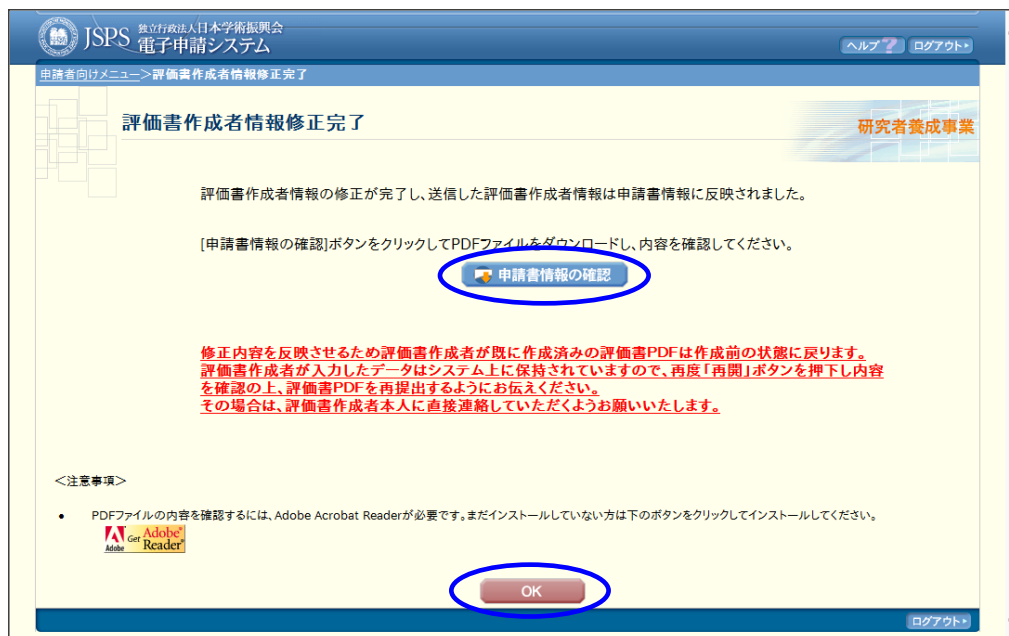 JSPS 独立行政法人日本学術振興会
電子申請システム
ヘルプ ? ログアウト
申請者向けメニュー>評価書作成者情報修正完了
評価書作成者情報修正完了
研究者養成事業
評価書作成者情報の修正が完了し、送信した評価書作成者情報は申請書情報に反映されました。
[申請書情報の確認]ボタンをクリックしてPDFファイルをダウンロードし、内容を確認してください。
申請書情報の確認
修正内容を反映させるため評価書作成者が既に作成済みの評価書PDFは作成前の状態に戻ります。
評価書作成者が入力したデータはシステム上に保持されていますので、再度「再開」ボタンを押下し内容
を確認の上、評価書PDFを再提出するようにお伝えください。
その場合は、評価書作成者本人に直接連絡していただくようお願いいたします。
<注意事項>
• PDFファイルの内容を確認するには、Adobe Acrobat Readerが必要です。まだインストールしていない方は下のボタンをクリックしてインストールしてください。
Adobe Get Adobe® Reader®
OK
ログアウト